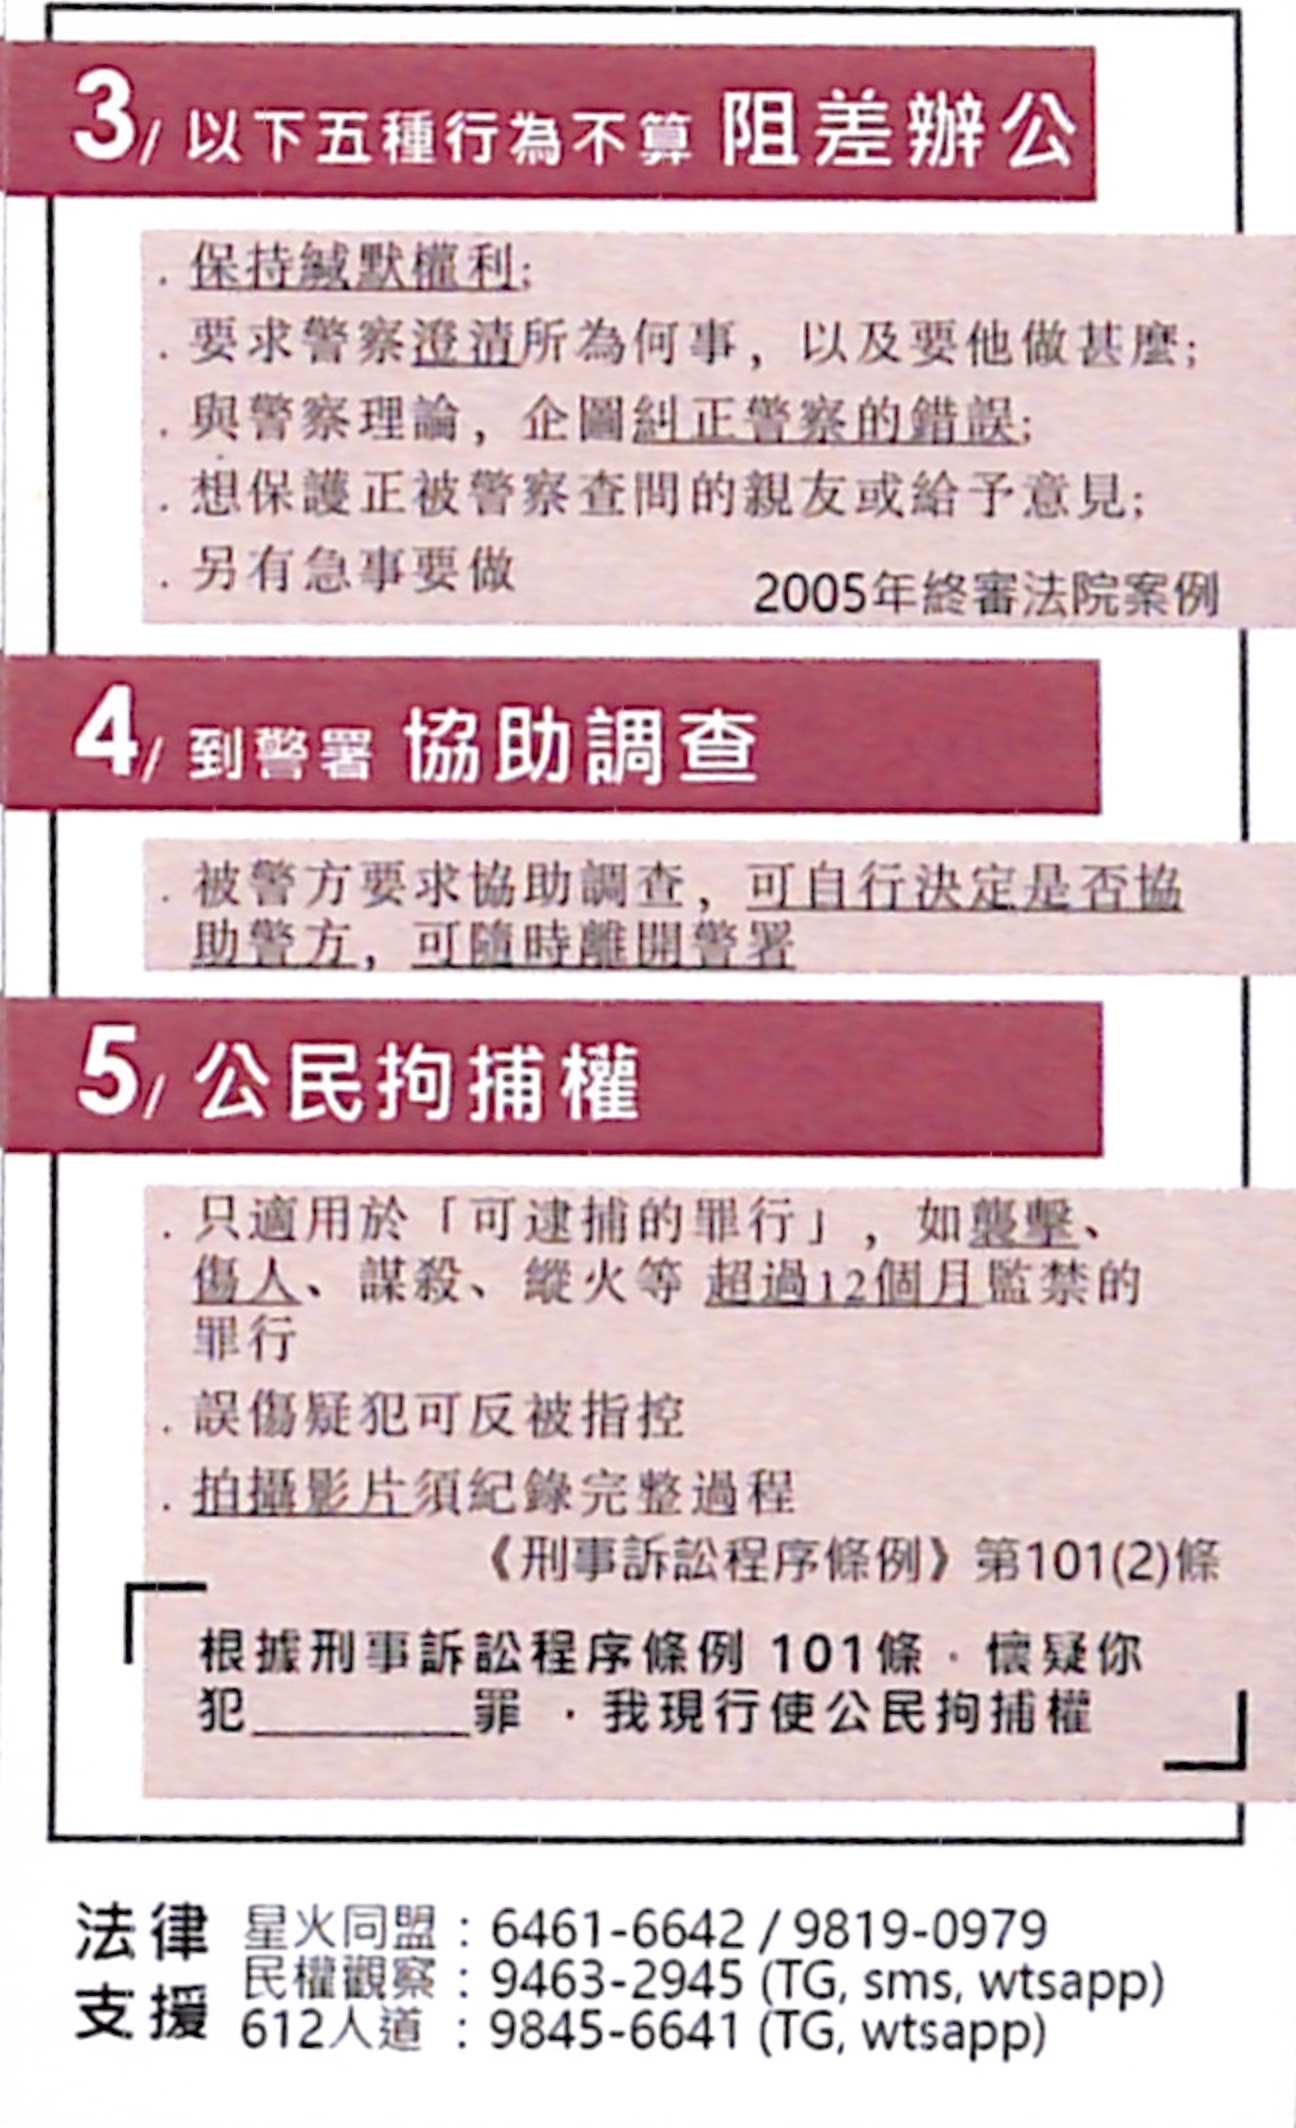 3/ 以下五種行為不算 阻差辦公
. 保持緘默權利;
. 要求警察澄清所為何事，以及要他做甚麼;
. 與警察理論，企圖糾正警察的錯誤;
. 想保護正被警察查問的親友或給予意見;
. 另有急事要做
2005年終審法院案例
4/ 到警署 協助調查
. 被警方要求協助調查，可自行決定是否協
助警方，可隨時離開警署
5/ 公民拘捕權
. 只適用於「可逮捕的罪行」，如襲擊、
傷人、謀殺、縱火等 超過12個月監禁的
罪行
. 誤傷疑犯可反被指控
. 拍攝影片須紀錄完整過程
《刑事訴訟程序條例》第101(2)條
根據刑事訴訟程序條例 101條．懷疑你
犯________罪 ．我現行使公民拘捕權
法律
支援
星火同盟 : 6461-6642 / 9819-0979
民權觀察 : 9463-2945 (TG, sms, wtsapp)
612人道 : 9845-6641 (TG, wtsapp)